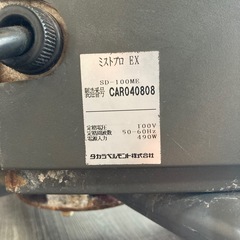 ミストプロ EX
SD-100ME
製造番号 CAR040808
定格電圧 100V
定格周波数 50-60Hz
電源入力 490W
タカラベルモント株式会社